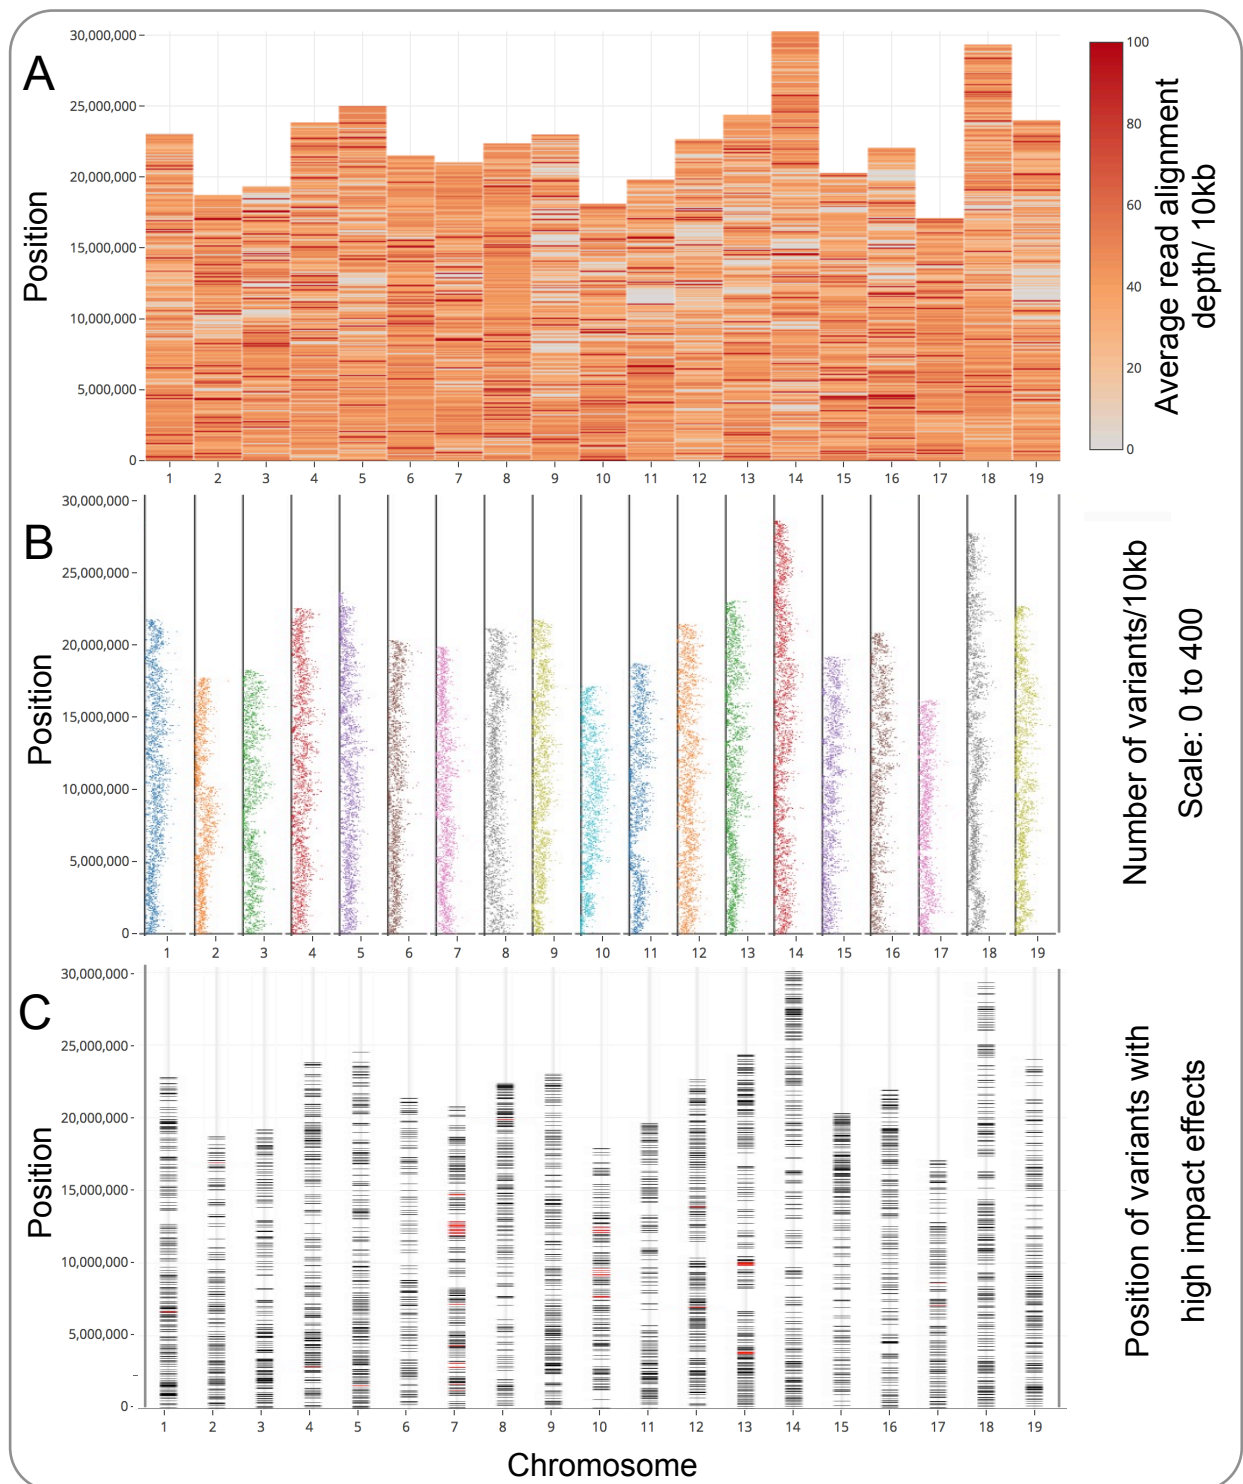 A
30,000,000
25,000,000
20,000,000
15,000,000
10,000,000
5,000,000
0
Position
1 2 3 4 5 6 7 8 9 10 11 12 13 14 15 16 17 18 19
100
80
60
40
20
0
Average read alignment
depth/ 10kb
B
30,000,000
25,000,000
20,000,000
15,000,000
10,000,000
5,000,000
0
Position
1 2 3 4 5 6 7 8 9 10 11 12 13 14 15 16 17 18 19
Number of variants/10kb
Scale: 0 to 400
C
30,000,000
25,000,000
20,000,000
15,000,000
10,000,000
5,000,000
0
Position
1 2 3 4 5 6 7 8 9 10 11 12 13 14 15 16 17 18 19
Position of variants with
high impact effects
Chromosome